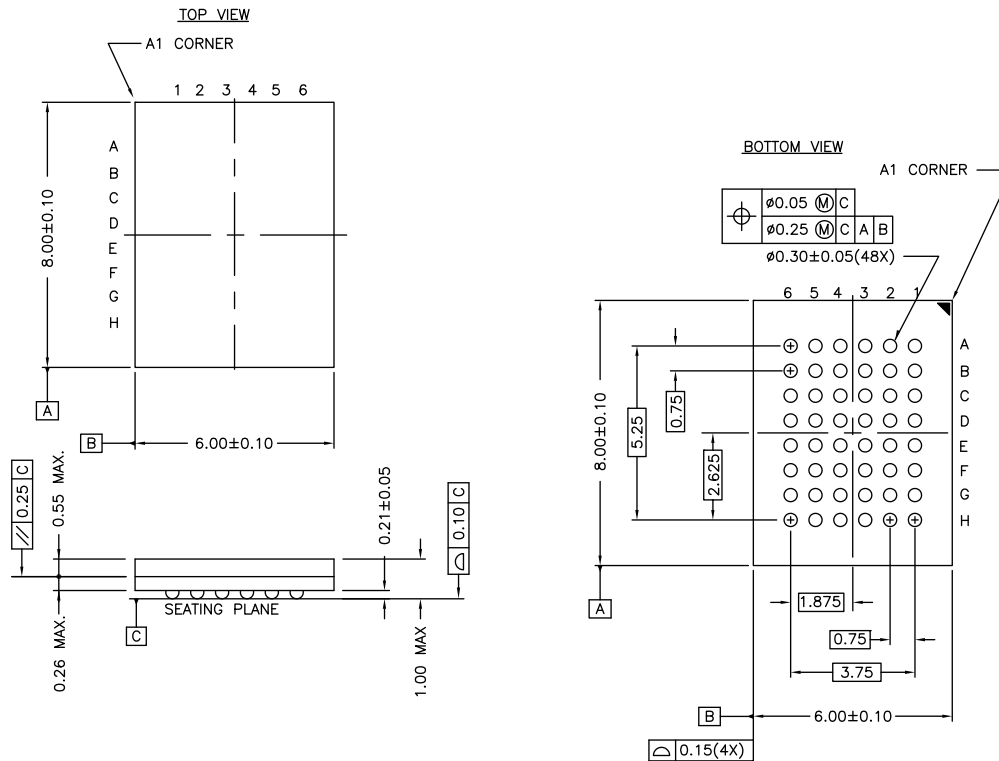 TOP VIEW
A1 CORNER
1 2 3 4 5 6
A
B
C
D
E
F
G
H
8.00±0.10
A
B
6.00±0.10
// 0.25 C
0.55 MAX.
0.21±0.05
⌓ 0.10 C
SEATING PLANE
C
0.26 MAX.
1.00 MAX
BOTTOM VIEW
A1 CORNER
⌖ ø0.05 Ⓜ C
ø0.25 Ⓜ C A B
ø0.30±0.05(48X)
6 5 4 3 2 1
A
B
C
D
E
F
G
H
8.00±0.10
5.25
0.75
2.625
A
1.875
0.75
3.75
B
6.00±0.10
⌓ 0.15(4X)